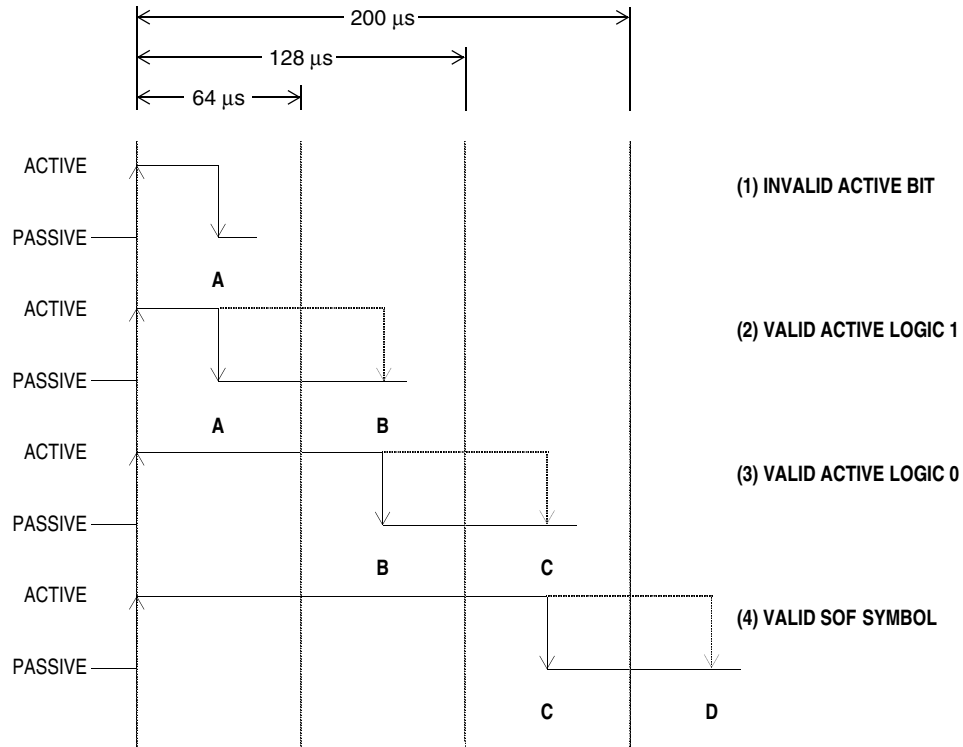 200 μs
128 μs
64 μs
ACTIVE
(1) INVALID ACTIVE BIT
PASSIVE
A
ACTIVE
(2) VALID ACTIVE LOGIC 1
PASSIVE
A B
ACTIVE
(3) VALID ACTIVE LOGIC 0
PASSIVE
B C
ACTIVE
(4) VALID SOF SYMBOL
PASSIVE
C D